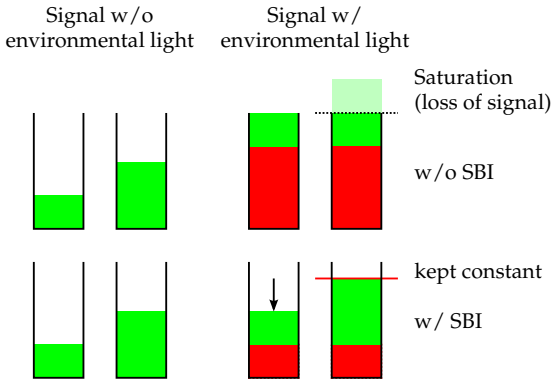 Signal w/o
environmental light
Signal w/
environmental light
Saturation
(loss of signal)
w/o SBI
kept constant
w/ SBI